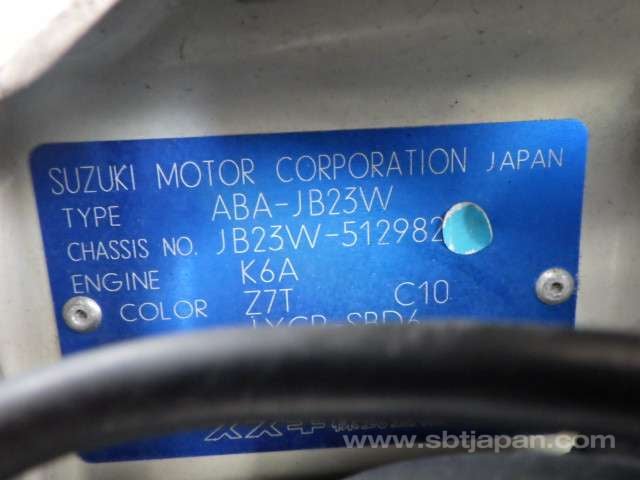 SUZUKI MOTOR CORPORATION JAPAN
TYPE ABA-JB23W
CHASSIS NO. JB23W-512982
ENGINE K6A
COLOR Z7T C10
www.sbtjapan.com